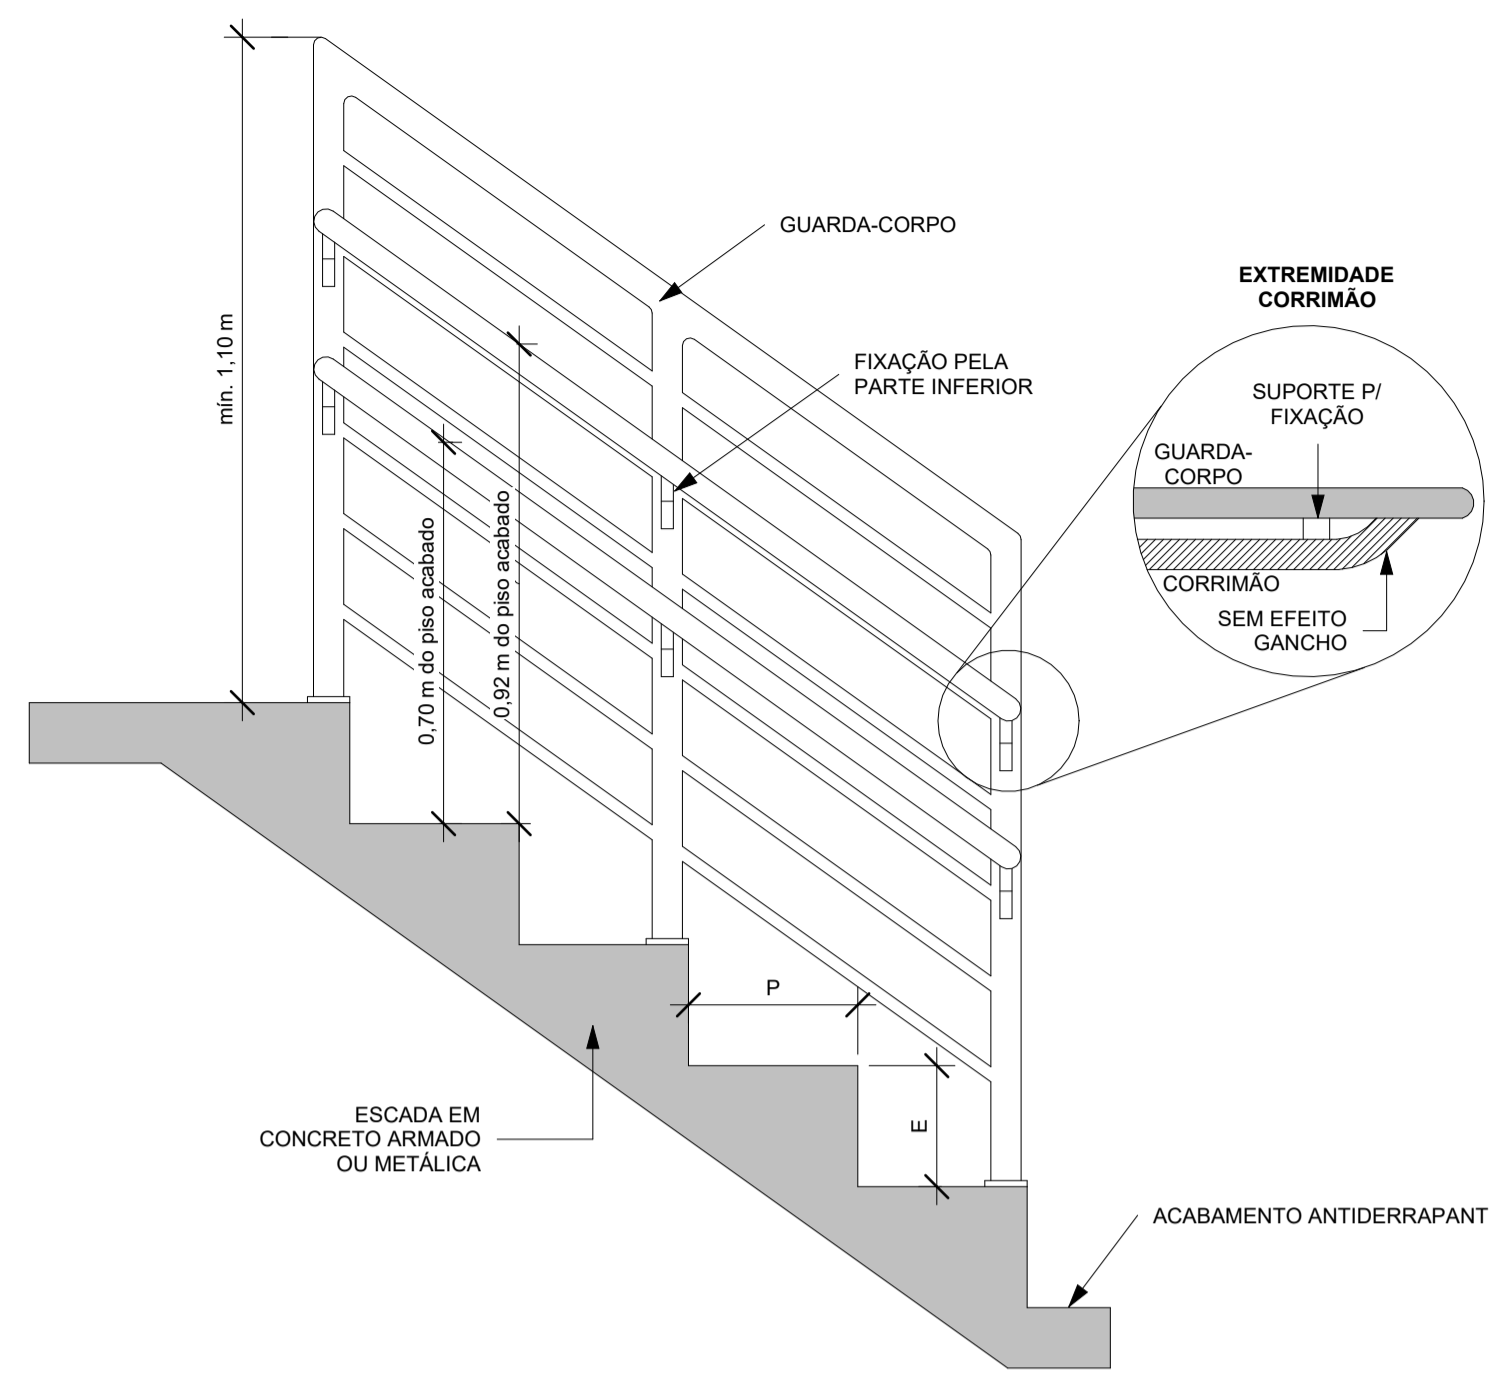 GUARDA-CORPO
EXTREMIDADE
CORRIMÃO
mín. 1,10 m
FIXAÇÃO PELA
PARTE INFERIOR
SUPORTE P/
FIXAÇÃO
GUARDA-
CORPO
CORRIMÃO
SEM EFEITO
GANCHO
0,70 m do piso acabado
0,92 m do piso acabado
P
E
ESCADA EM
CONCRETO ARMADO
OU METÁLICA
ACABAMENTO ANTIDERRAPANT